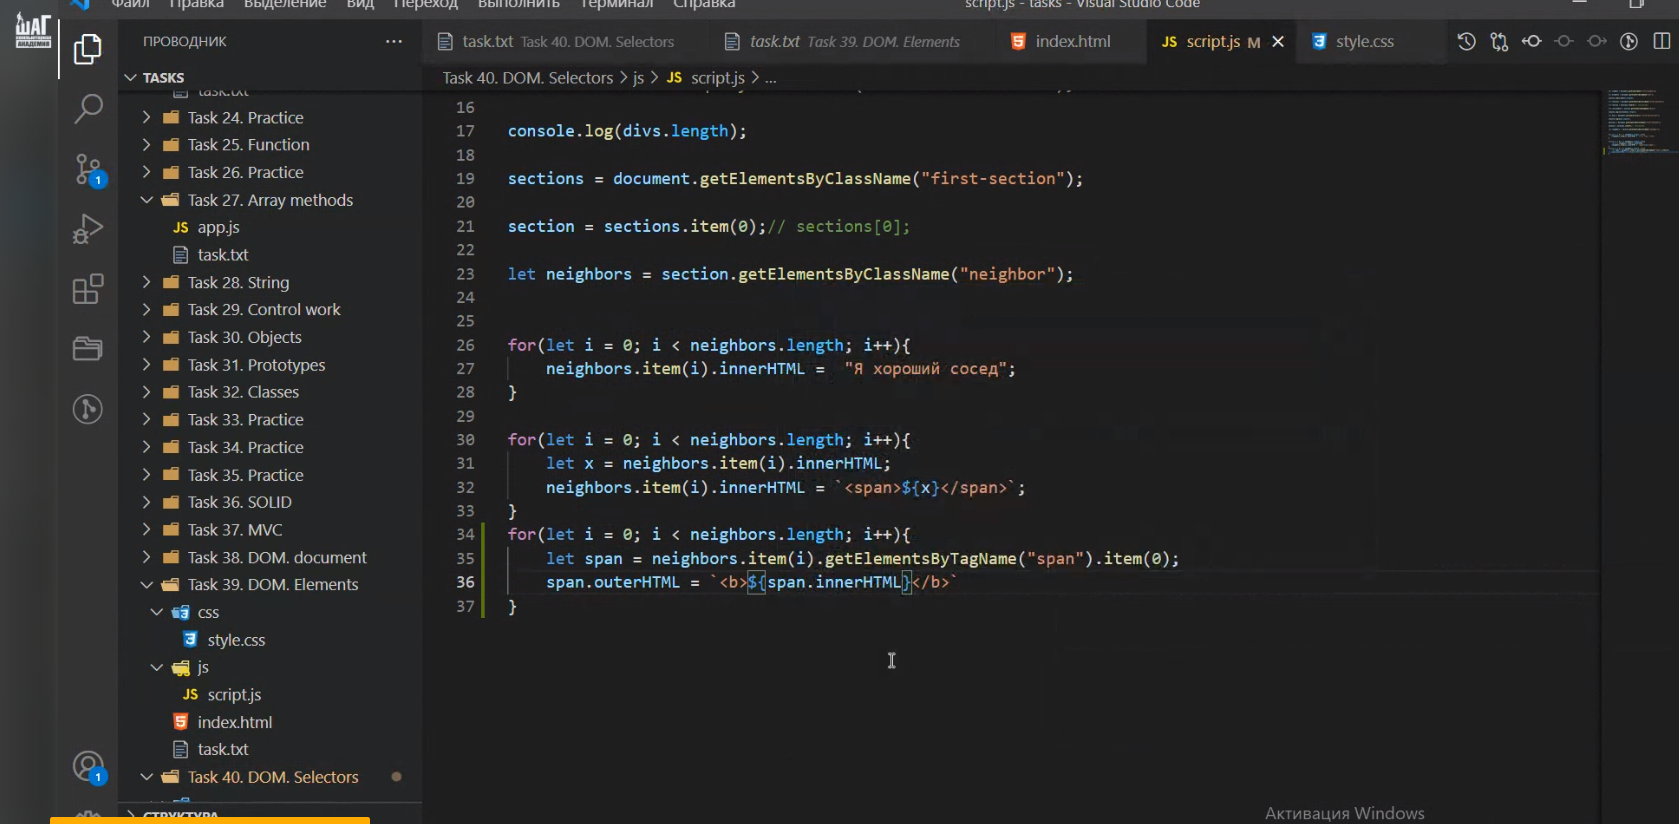 Файл Правка Выделение Вид Переход Выполнить Терминал Справка
script.js - tasks - Visual Studio Code
ШАГ
КОМПЬЮТЕРНАЯ
АКАДЕМИЯ
ПРОВОДНИК ...
task.txt Task 40. DOM. Selectors
task.txt Task 39. DOM. Elements
index.html
JS script.js M
style.css
TASKS
task.txt
Task 24. Practice
Task 25. Function
Task 26. Practice
Task 27. Array methods
JS app.js
task.txt
Task 28. String
Task 29. Control work
Task 30. Objects
Task 31. Prototypes
Task 32. Classes
Task 33. Practice
Task 34. Practice
Task 35. Practice
Task 36. SOLID
Task 37. MVC
Task 38. DOM. document
Task 39. DOM. Elements
css
style.css
js
JS script.js
index.html
task.txt
Task 40. DOM. Selectors
СТРУКТУРА
1
1
Task 40. DOM. Selectors > js > JS script.js > ...
16
17 console.log(divs.length);
18
19 sections = document.getElementsByClassName("first-section");
20
21 section = sections.item(0);// sections[0];
22
23 let neighbors = section.getElementsByClassName("neighbor");
24
25
26 for(let i = 0; i < neighbors.length; i++){
27 neighbors.item(i).innerHTML = "Я хороший сосед";
28 }
29
30 for(let i = 0; i < neighbors.length; i++){
31 let x = neighbors.item(i).innerHTML;
32 neighbors.item(i).innerHTML = `<span>${x}</span>`;
33 }
34 for(let i = 0; i < neighbors.length; i++){
35 let span = neighbors.item(i).getElementsByTagName("span").item(0);
36 span.outerHTML = `<b>${span.innerHTML}</b>`
37 }
Активация Windows